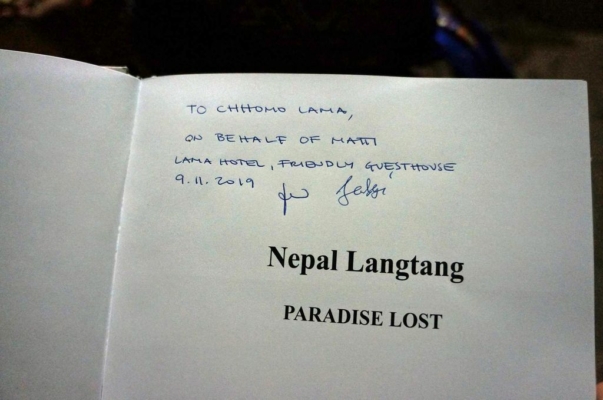 TO CHHOMO LAMA,
ON BEHALF OF MATTI
LAMA HOTEL, FRIENDLY GUESTHOUSE
9.11.2019
Nepal Langtang
PARADISE LOST